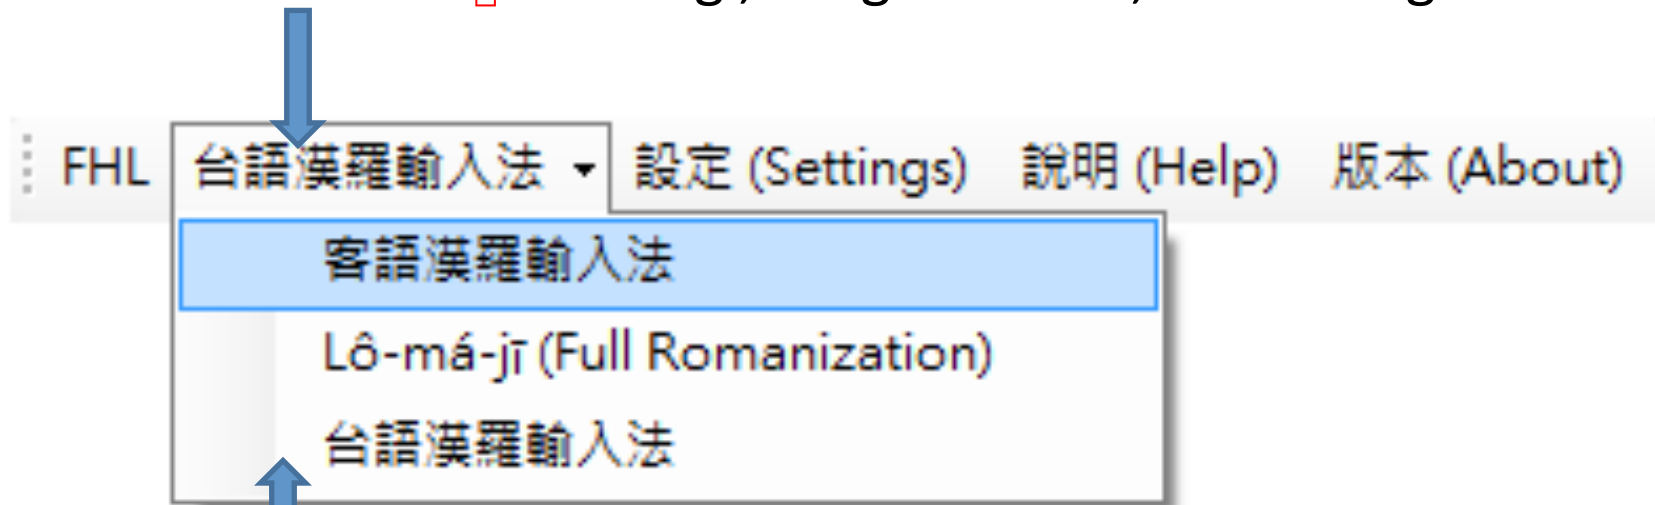 FHL 台語漢羅輸入法 設定 (Settings) 說明 (Help) 版本 (About)
客語漢羅輸入法
Lô-má-jī (Full Romanization)
台語漢羅輸入法